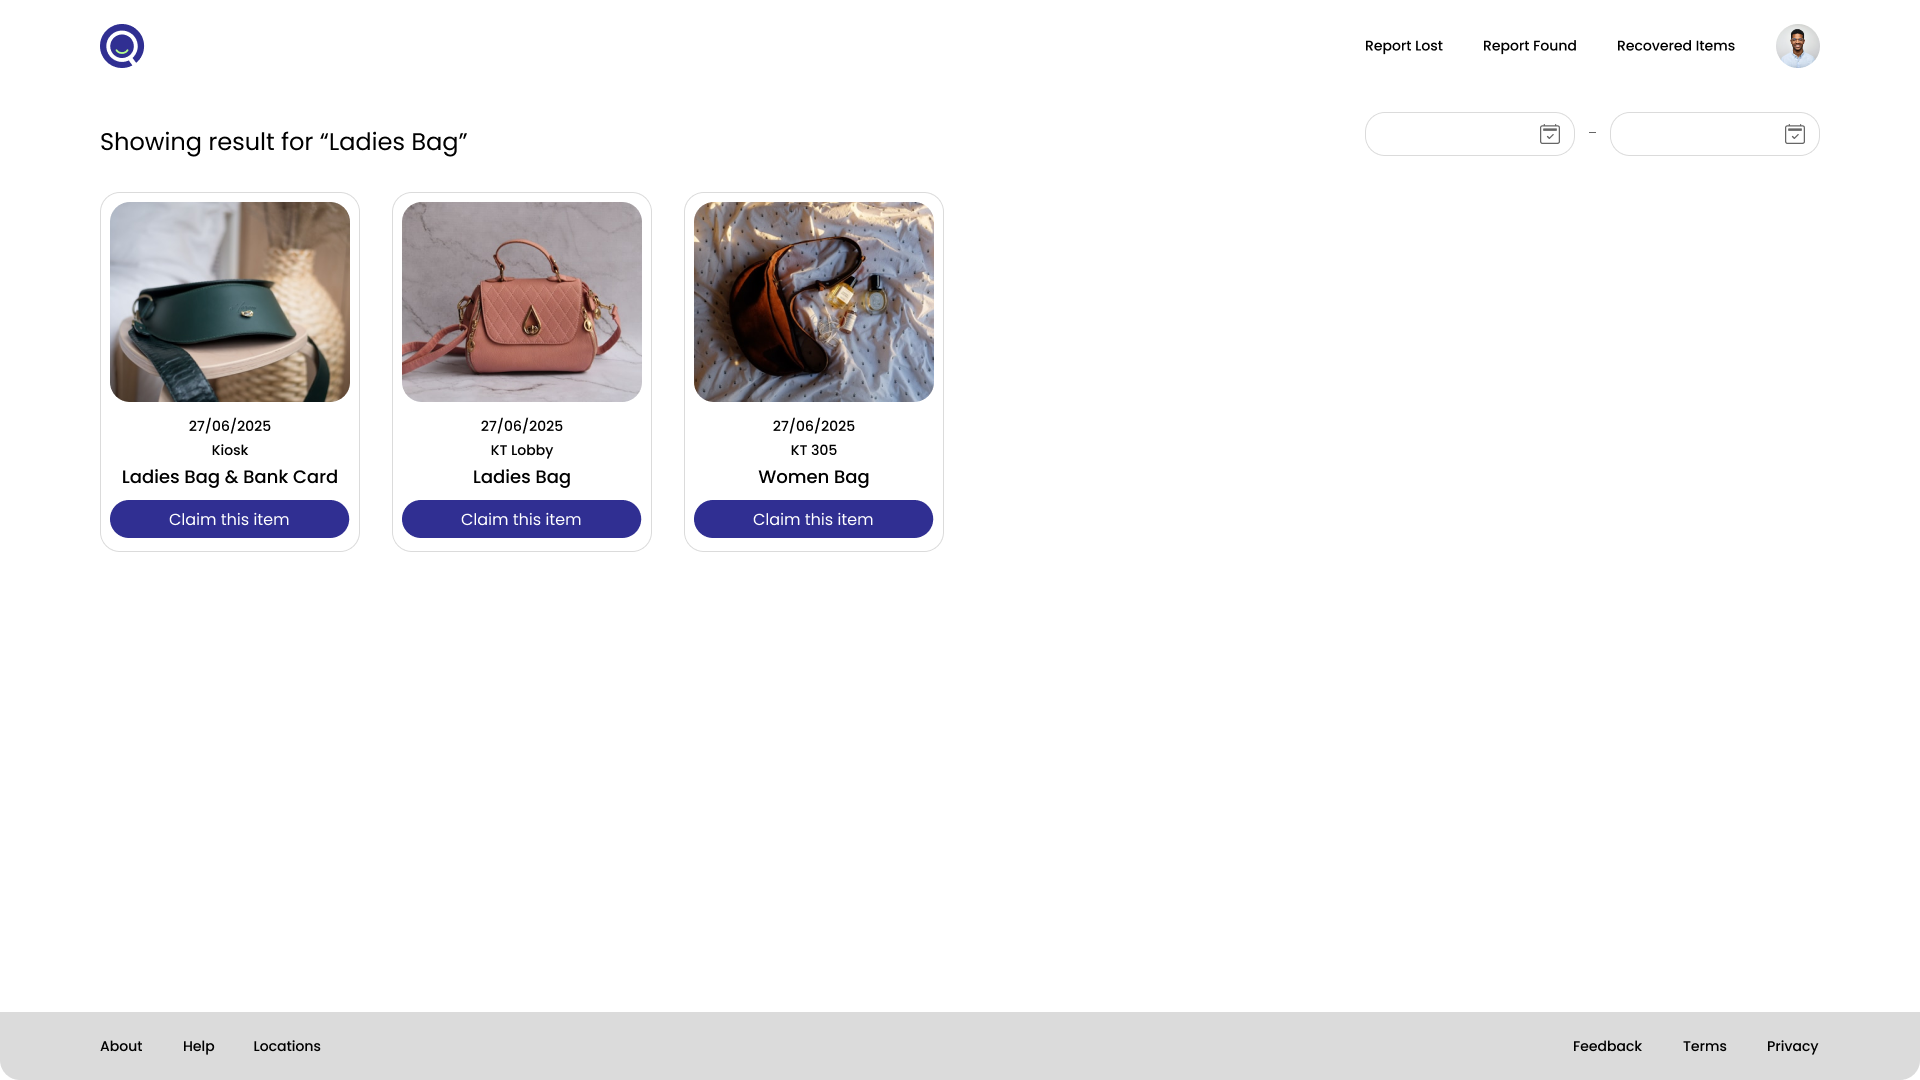 Report Lost
Report Found
Recovered Items
Showing result for “Ladies Bag”
–
27/06/2025
Kiosk
Ladies Bag & Bank Card
Claim this item
27/06/2025
KT Lobby
Ladies Bag
Claim this item
27/06/2025
KT 305
Women Bag
Claim this item
About
Help
Locations
Feedback
Terms
Privacy